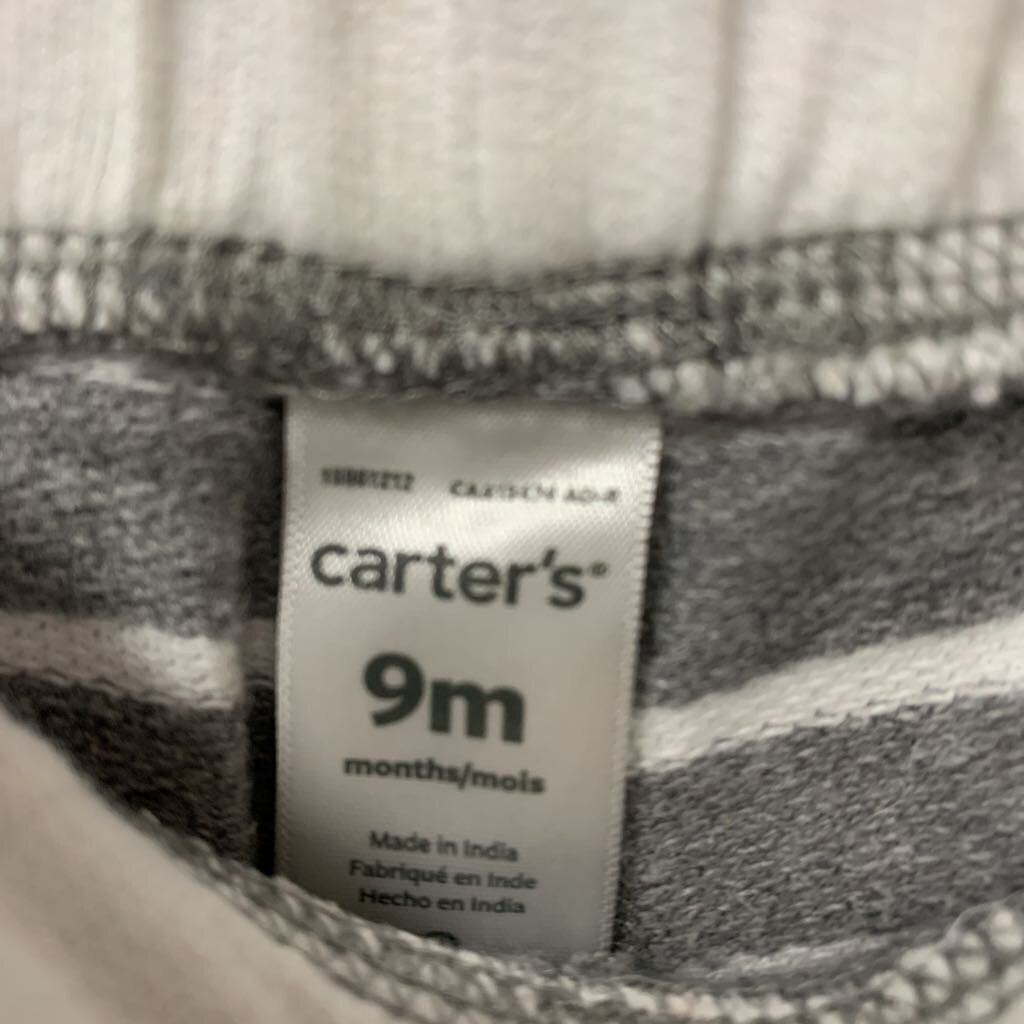 carter's®
9m
months/mois
Made in India
Fabriqué en Inde
Hecho en India